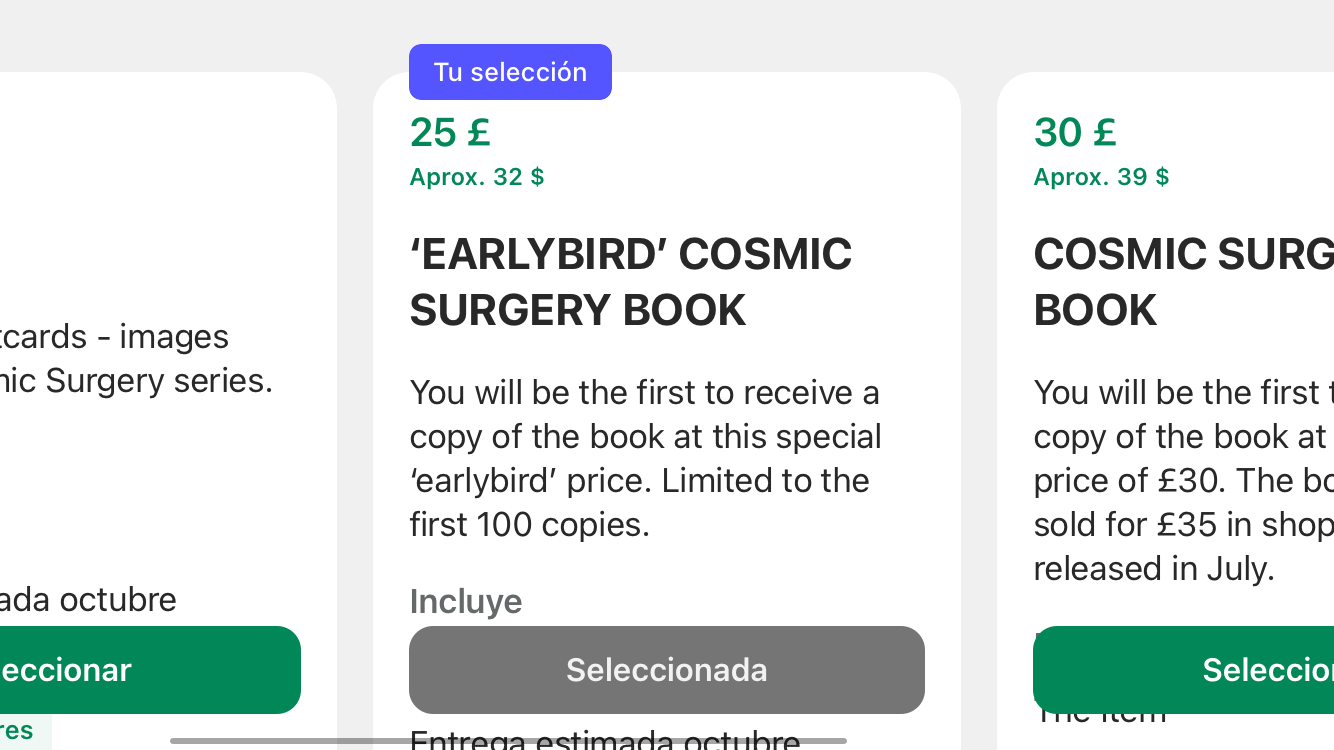 tcards - images
mic Surgery series.
ada octubre
eccionar
res
Tu selección
25 £
Aprox. 32 $
‘EARLYBIRD’ COSMIC
SURGERY BOOK
You will be the first to receive a
copy of the book at this special
‘earlybird’ price. Limited to the
first 100 copies.
Incluye
Seleccionada
Entrega estimada octubre
30 £
Aprox. 39 $
COSMIC SURG
BOOK
You will be the first t
copy of the book at
price of £30. The bo
sold for £35 in shop
released in July.
Seleccion
The item